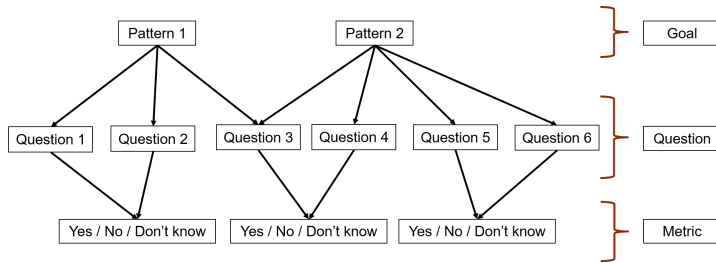 Pattern 1
Pattern 2
Goal
Question 1
Question 2
Question 3
Question 4
Question 5
Question 6
Question
Yes / No / Don’t know
Yes / No / Don’t know
Yes / No / Don’t know
Metric